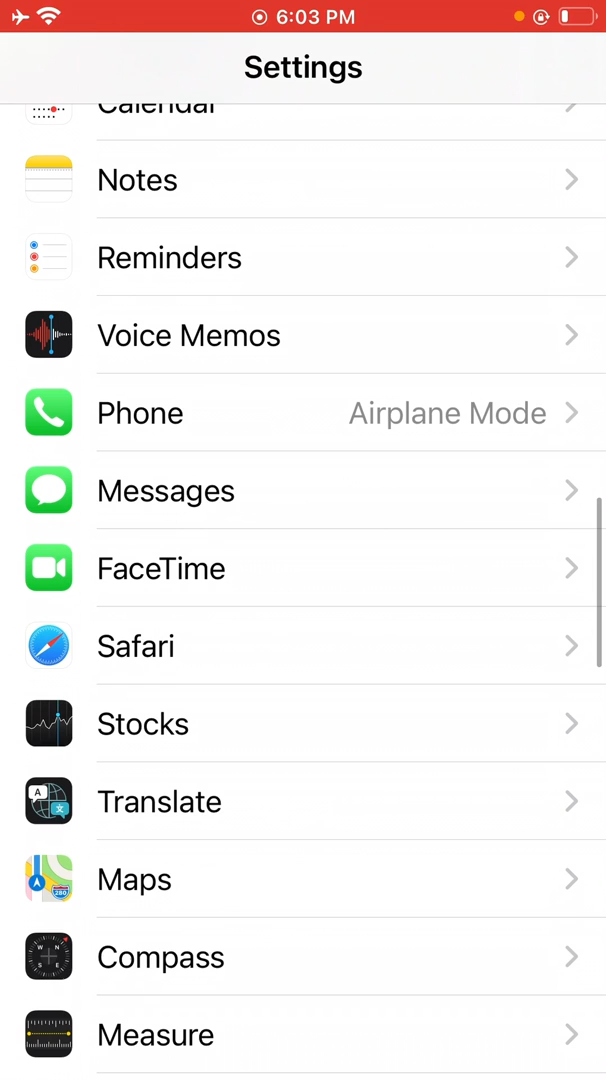 6:03 PM
Settings
Calendar
Notes
Reminders
Voice Memos
Phone Airplane Mode
Messages
FaceTime
Safari
Stocks
Translate
Maps
Compass
Measure